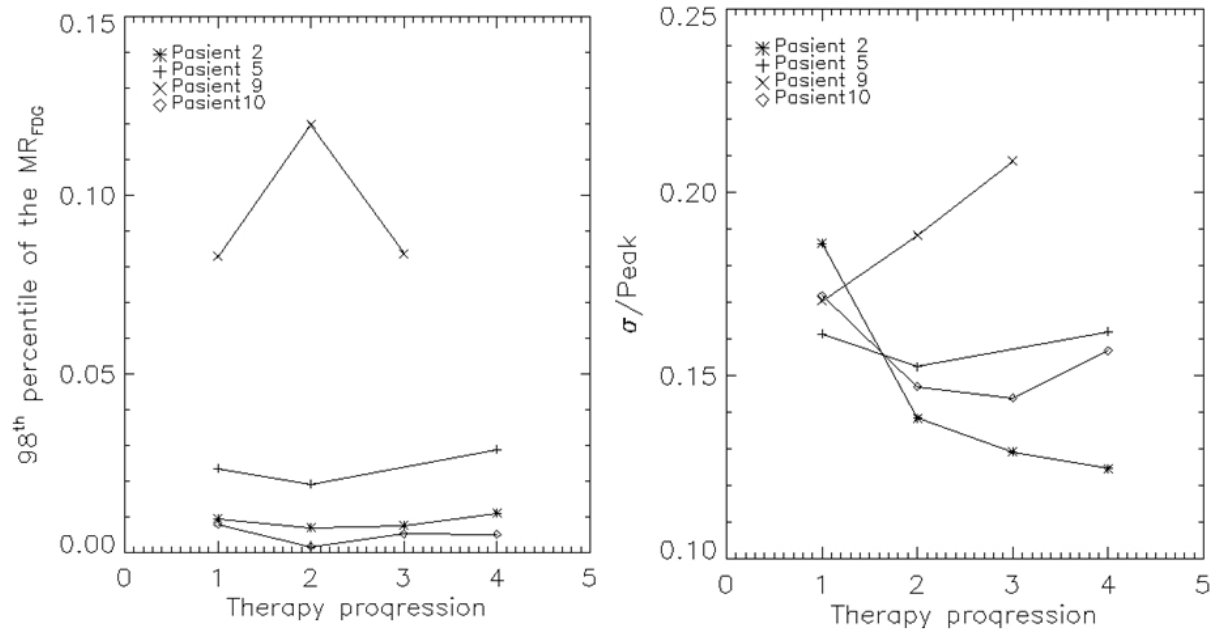 0.15
0.10
0.05
0.00
98th percentile of the MRFDG
Pasient 2
Pasient 5
Pasient 9
Pasient10
0 1 2 3 4 5
Therapy progression
0.25
0.20
0.15
0.10
σ/Peak
Pasient 2
Pasient 5
Pasient 9
Pasient10
0 1 2 3 4 5
Therapy progression